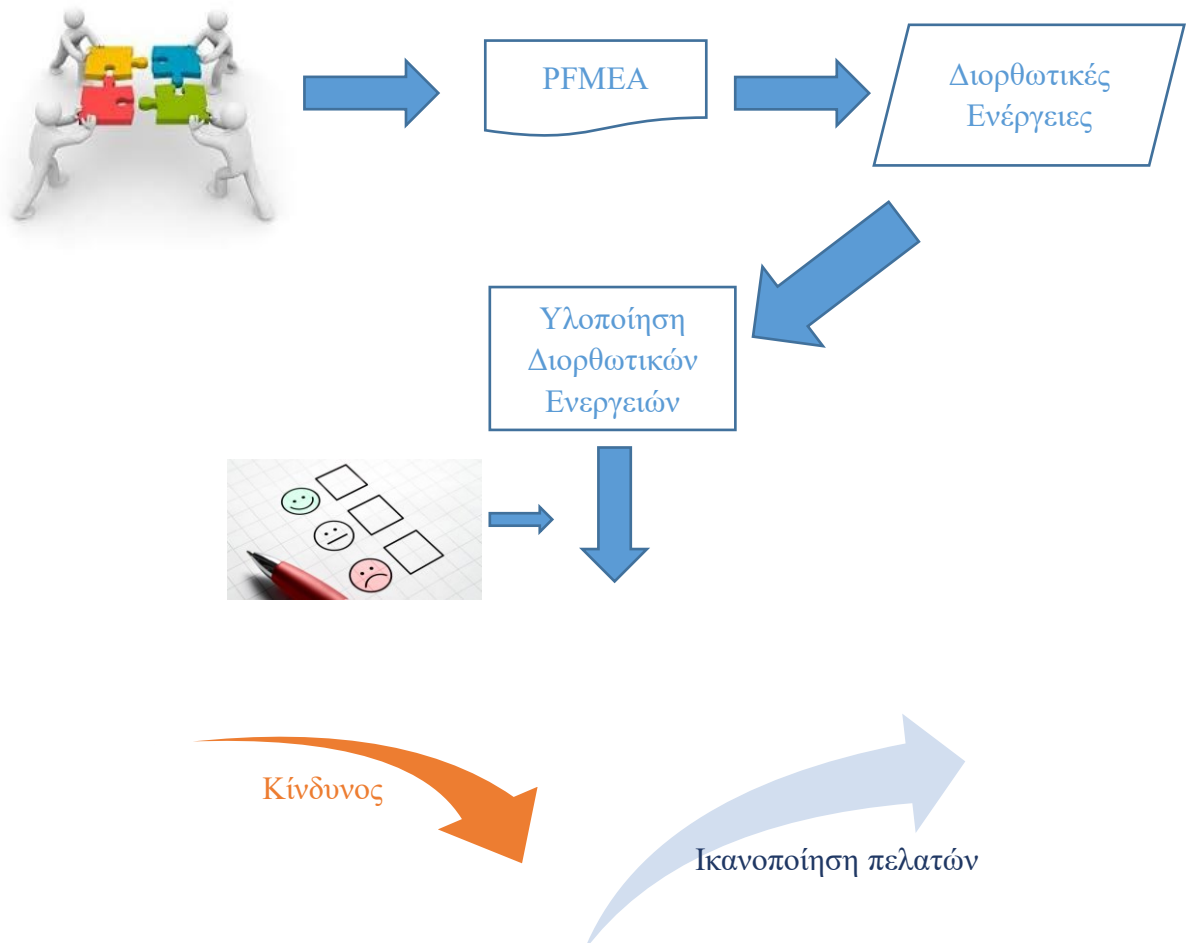 PFMEA
Διορθωτικές
Ενέργειες
Υλοποίηση
Διορθωτικών
Ενεργειών
Κίνδυνος
Ικανοποίηση πελατών